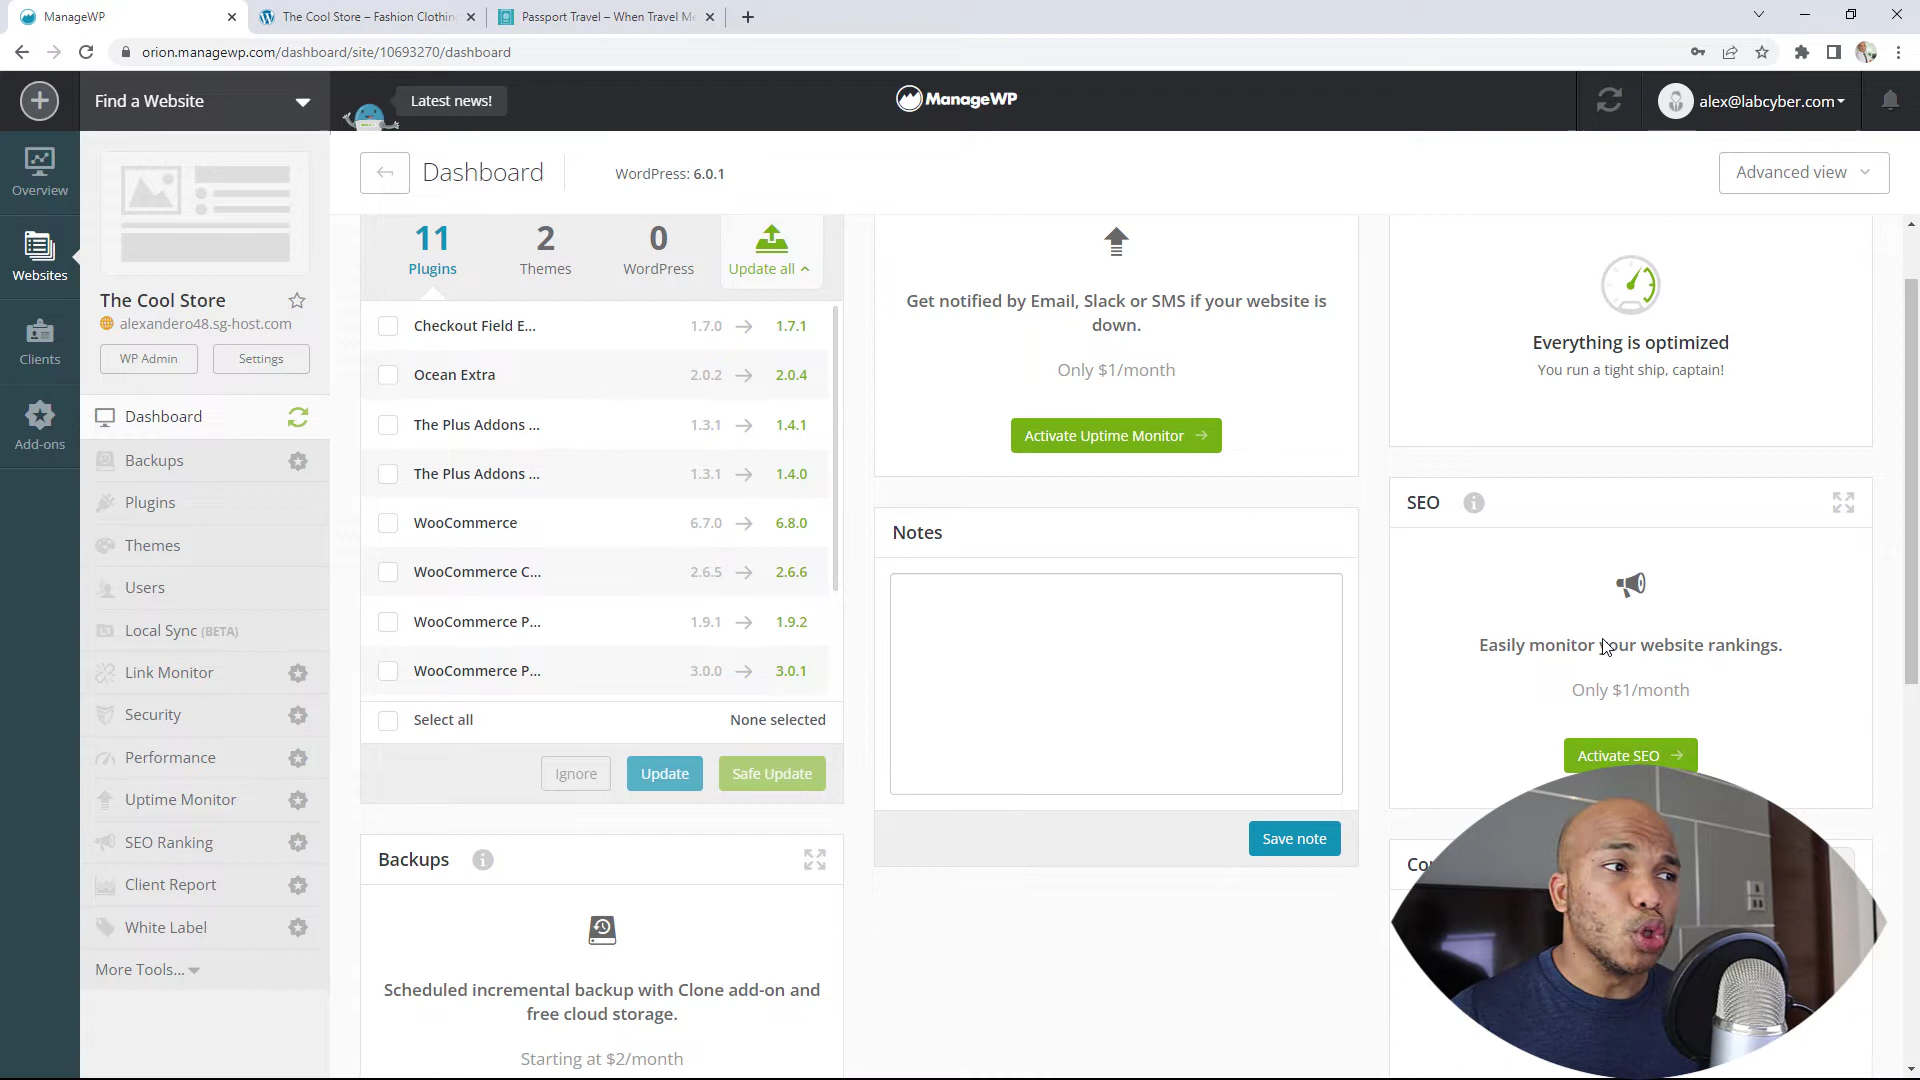 ManageWP
The Cool Store – Fashion Clothin
Passport Travel – When Travel Me
orion.managewp.com/dashboard/site/10693270/dashboard
Find a Website
Latest news!
ManageWP
alex@labcyber.com
Overview
Websites
Clients
Add-ons
The Cool Store
alexandero48.sg-host.com
WP Admin
Settings
Dashboard
Backups
Plugins
Themes
Users
Local Sync (BETA)
Link Monitor
Security
Performance
Uptime Monitor
SEO Ranking
Client Report
White Label
More Tools...
Dashboard
WordPress: 6.0.1
Advanced view
11
Plugins
2
Themes
0
WordPress
Update all
Checkout Field E... 1.7.0 → 1.7.1
Ocean Extra 2.0.2 → 2.0.4
The Plus Addons ... 1.3.1 → 1.4.1
The Plus Addons ... 1.3.1 → 1.4.0
WooCommerce 6.7.0 → 6.8.0
WooCommerce C... 2.6.5 → 2.6.6
WooCommerce P... 1.9.1 → 1.9.2
WooCommerce P... 3.0.0 → 3.0.1
Select all
None selected
Ignore
Update
Safe Update
Backups
Scheduled incremental backup with Clone add-on and
free cloud storage.
Starting at $2/month
Get notified by Email, Slack or SMS if your website is
down.
Only $1/month
Activate Uptime Monitor →
Notes
Save note
Everything is optimized
You run a tight ship, captain!
SEO
Easily monitor your website rankings.
Only $1/month
Activate SEO →